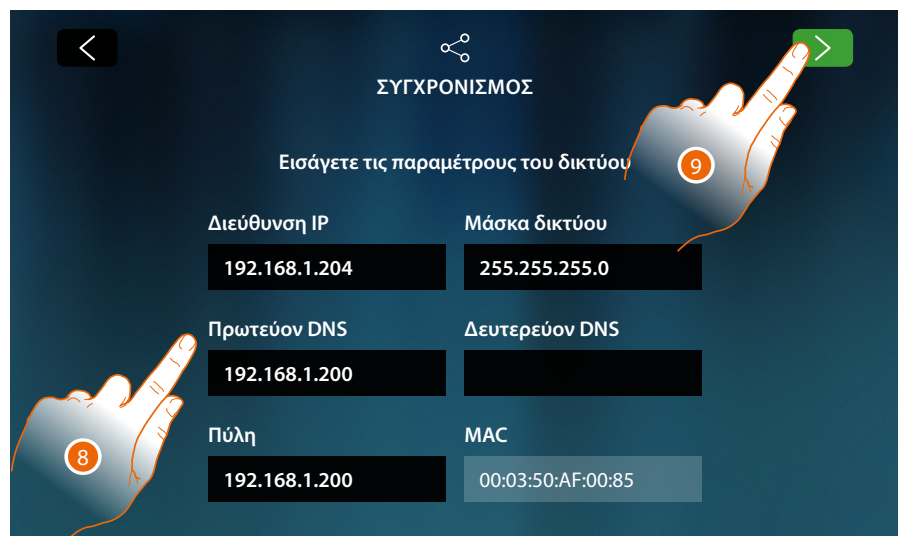 ΣΥΓΧΡΟΝΙΣΜΟΣ
Εισάγετε τις παραμέτρους του δικτύου
9
Διεύθυνση IP Μάσκα δικτύου
192.168.1.204 255.255.255.0
Πρωτεύον DNS Δευτερεύον DNS
192.168.1.200
Πύλη MAC
8
192.168.1.200 00:03:50:AF:00:85